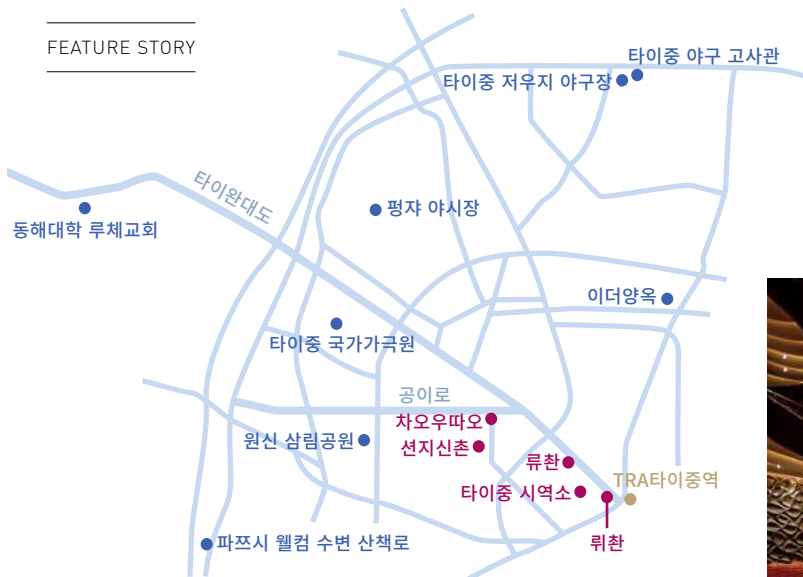 FEATURE STORY
타이중 야구 고사관
타이중 저우지 야구장
타이완대도
펑쟈 야시장
동해대학 루체교회
이더양옥
타이중 국가가극원
공이로
차오우따오
원신 삼림공원
션지신촌
류촨
TRA타이중역
타이중 시역소
파쯔시 웰컴 수변 산책로
뤼촨